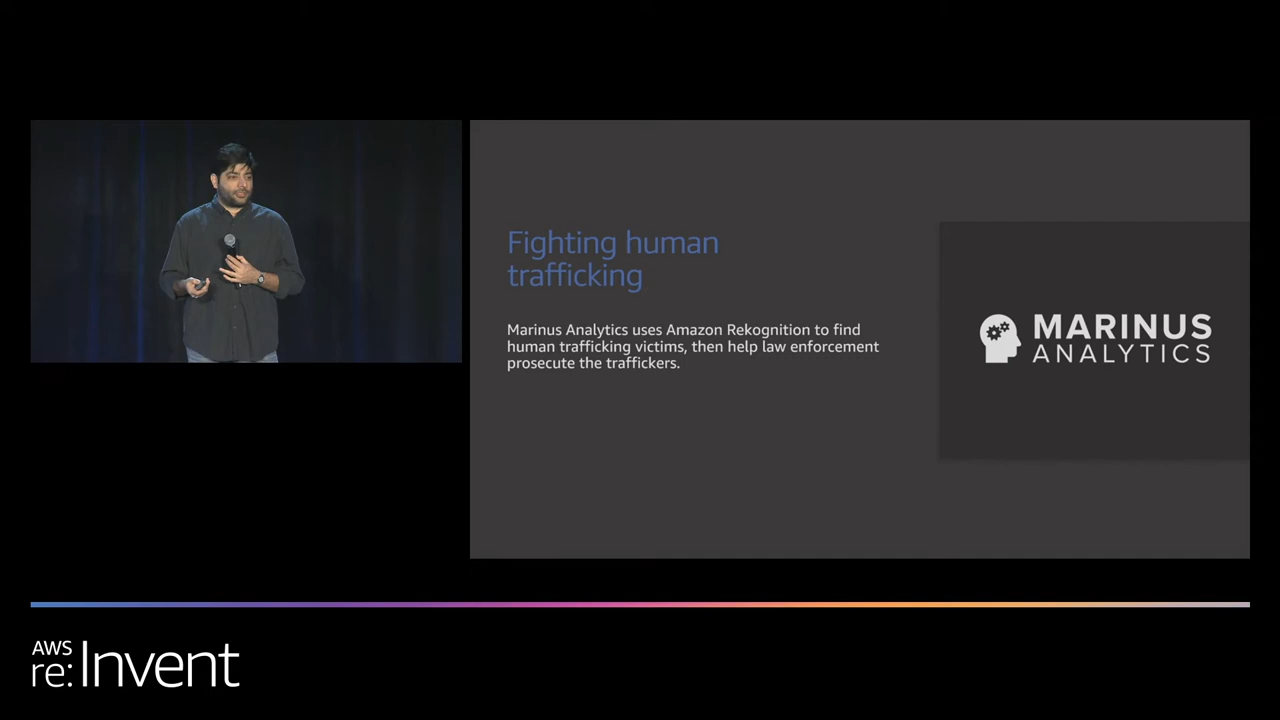 Fighting human
trafficking
Marinus Analytics uses Amazon Rekognition to find
human trafficking victims, then help law enforcement
prosecute the traffickers.
MARINUS
ANALYTICS
AWS
re:Invent